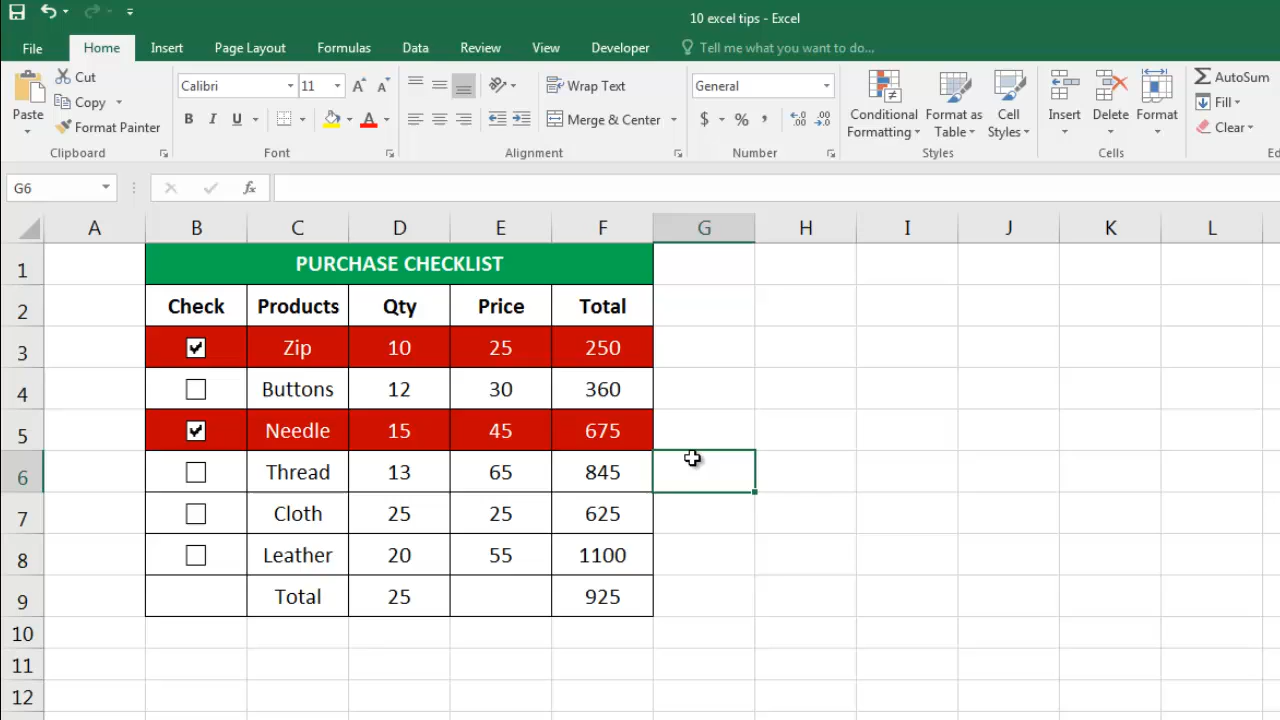 10 excel tips - Excel
File Home Insert Page Layout Formulas Data Review View Developer Tell me what you want to do...
Paste
Cut
Copy
Format Painter
Clipboard
Calibri 11
B I U
Font
Wrap Text
Merge & Center
Alignment
General
$ % ,
Number
Conditional Formatting
Format as Table
Cell Styles
Styles
Insert Delete Format
Cells
AutoSum
Fill
Clear
G6 fx
A B C D E F G H I J K L
1 PURCHASE CHECKLIST
2 Check Products Qty Price Total
3 Zip 10 25 250
4 Buttons 12 30 360
5 Needle 15 45 675
6 Thread 13 65 845
7 Cloth 25 25 625
8 Leather 20 55 1100
9 Total 25 925
10
11
12